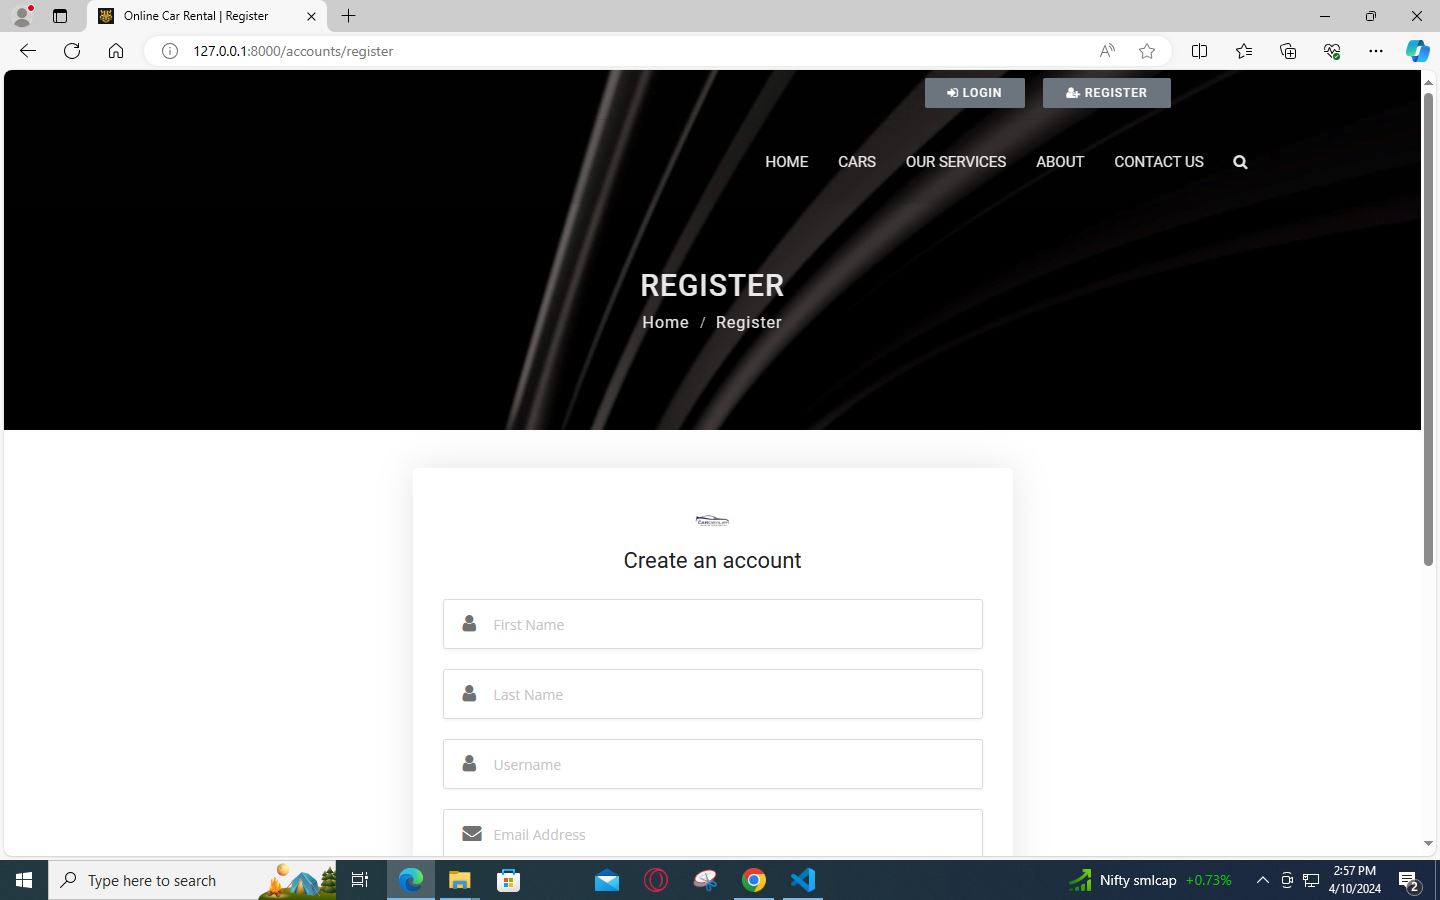 Online Car Rental | Register
127.0.0.1:8000/accounts/register
LOGIN
REGISTER
HOME
CARS
OUR SERVICES
ABOUT
CONTACT US
REGISTER
Home / Register
Create an account
First Name
Last Name
Username
Email Address
Type here to search
Nifty smlcap +0.73%
2:57 PM
4/10/2024
2